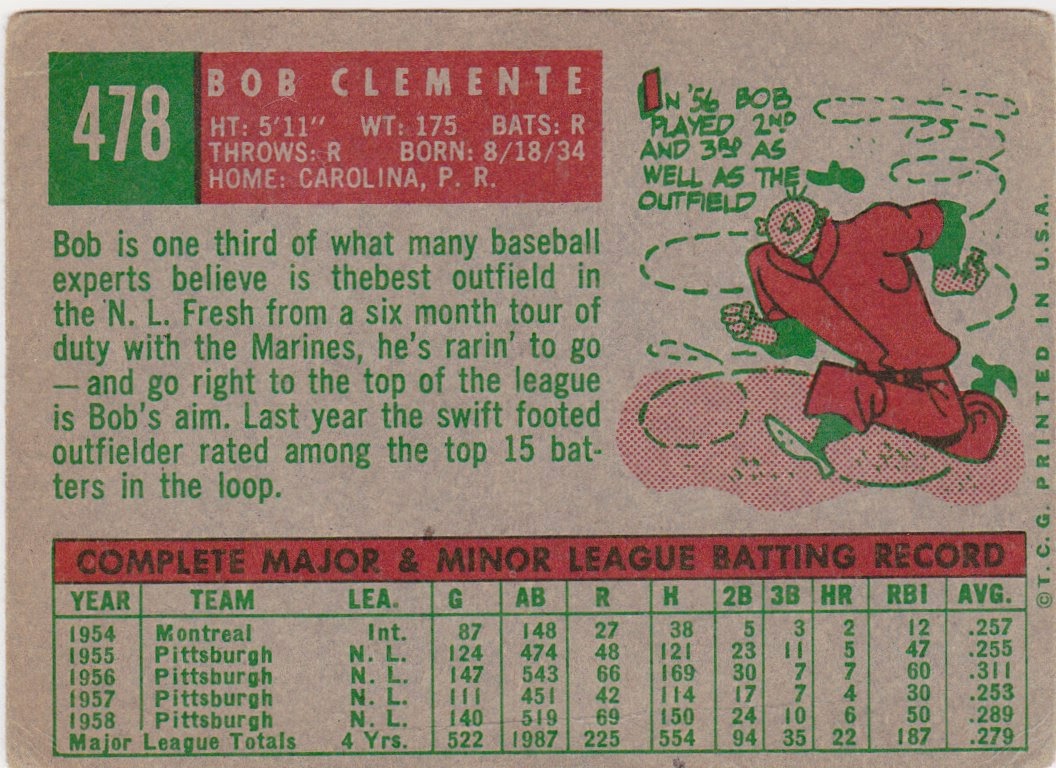 478
BOB CLEMENTE
HT: 5'11" WT: 175 BATS: R
THROWS: R BORN: 8/18/34
HOME: CAROLINA, P. R.
IN '56 BOB
PLAYED 2ND
AND 3RD AS
WELL AS THE
OUTFIELD
Bob is one third of what many baseball
experts believe is thebest outfield in
the N. L. Fresh from a six month tour of
duty with the Marines, he's rarin' to go
—and go right to the top of the league
is Bob's aim. Last year the swift footed
outfielder rated among the top 15 bat-
ters in the loop.
COMPLETE MAJOR & MINOR LEAGUE BATTING RECORD
YEAR TEAM LEA. G AB R H 2B 3B HR RBI AVG.
1954 Montreal Int. 87 148 27 38 5 3 2 12 .257
1955 Pittsburgh N. L. 124 474 48 121 23 11 5 47 .255
1956 Pittsburgh N. L. 147 543 66 169 30 7 7 60 .311
1957 Pittsburgh N. L. 111 451 42 114 17 7 4 30 .253
1958 Pittsburgh N. L. 140 519 69 150 24 10 6 50 .289
Major League Totals 4 Yrs. 522 1987 225 554 94 35 22 187 .279
©T. C. G. PRINTED IN U.S.A.